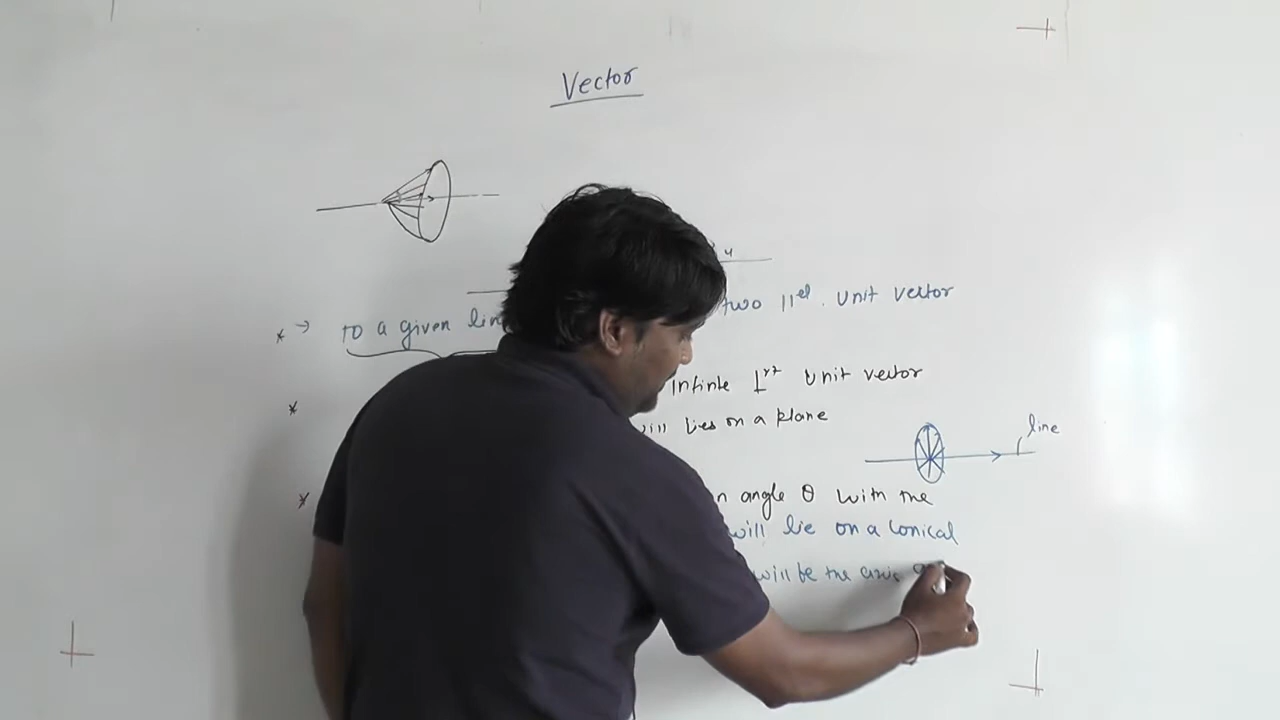 Vector
* → to a given line two ||el . unit vector
* infinite ⊥er unit vector
will lies on a plane
line
* angle θ with the
will lie on a conical
will be the axis